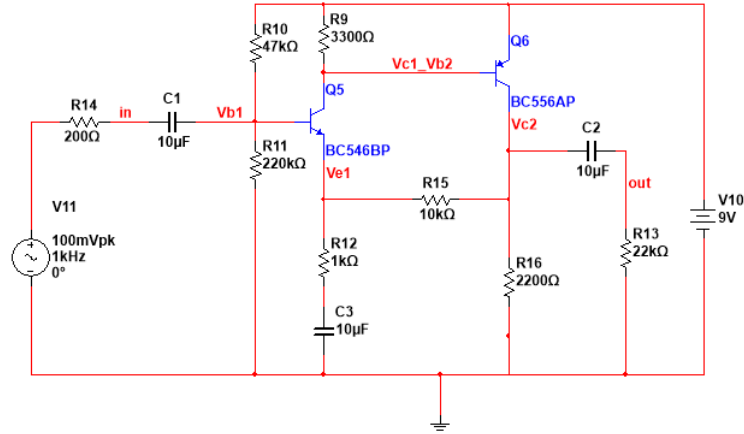 R10
47kΩ
R9
3300Ω
Q6
Vc1_Vb2
Q5
BC556AP
Vc2
R14
200Ω
in
C1
10µF
Vb1
BC546BP
R11
220kΩ
Ve1
C2
10µF
out
R15
10kΩ
V11
100mVpk
1kHz
0°
V10
9V
R12
1kΩ
R13
22kΩ
R16
2200Ω
C3
10µF